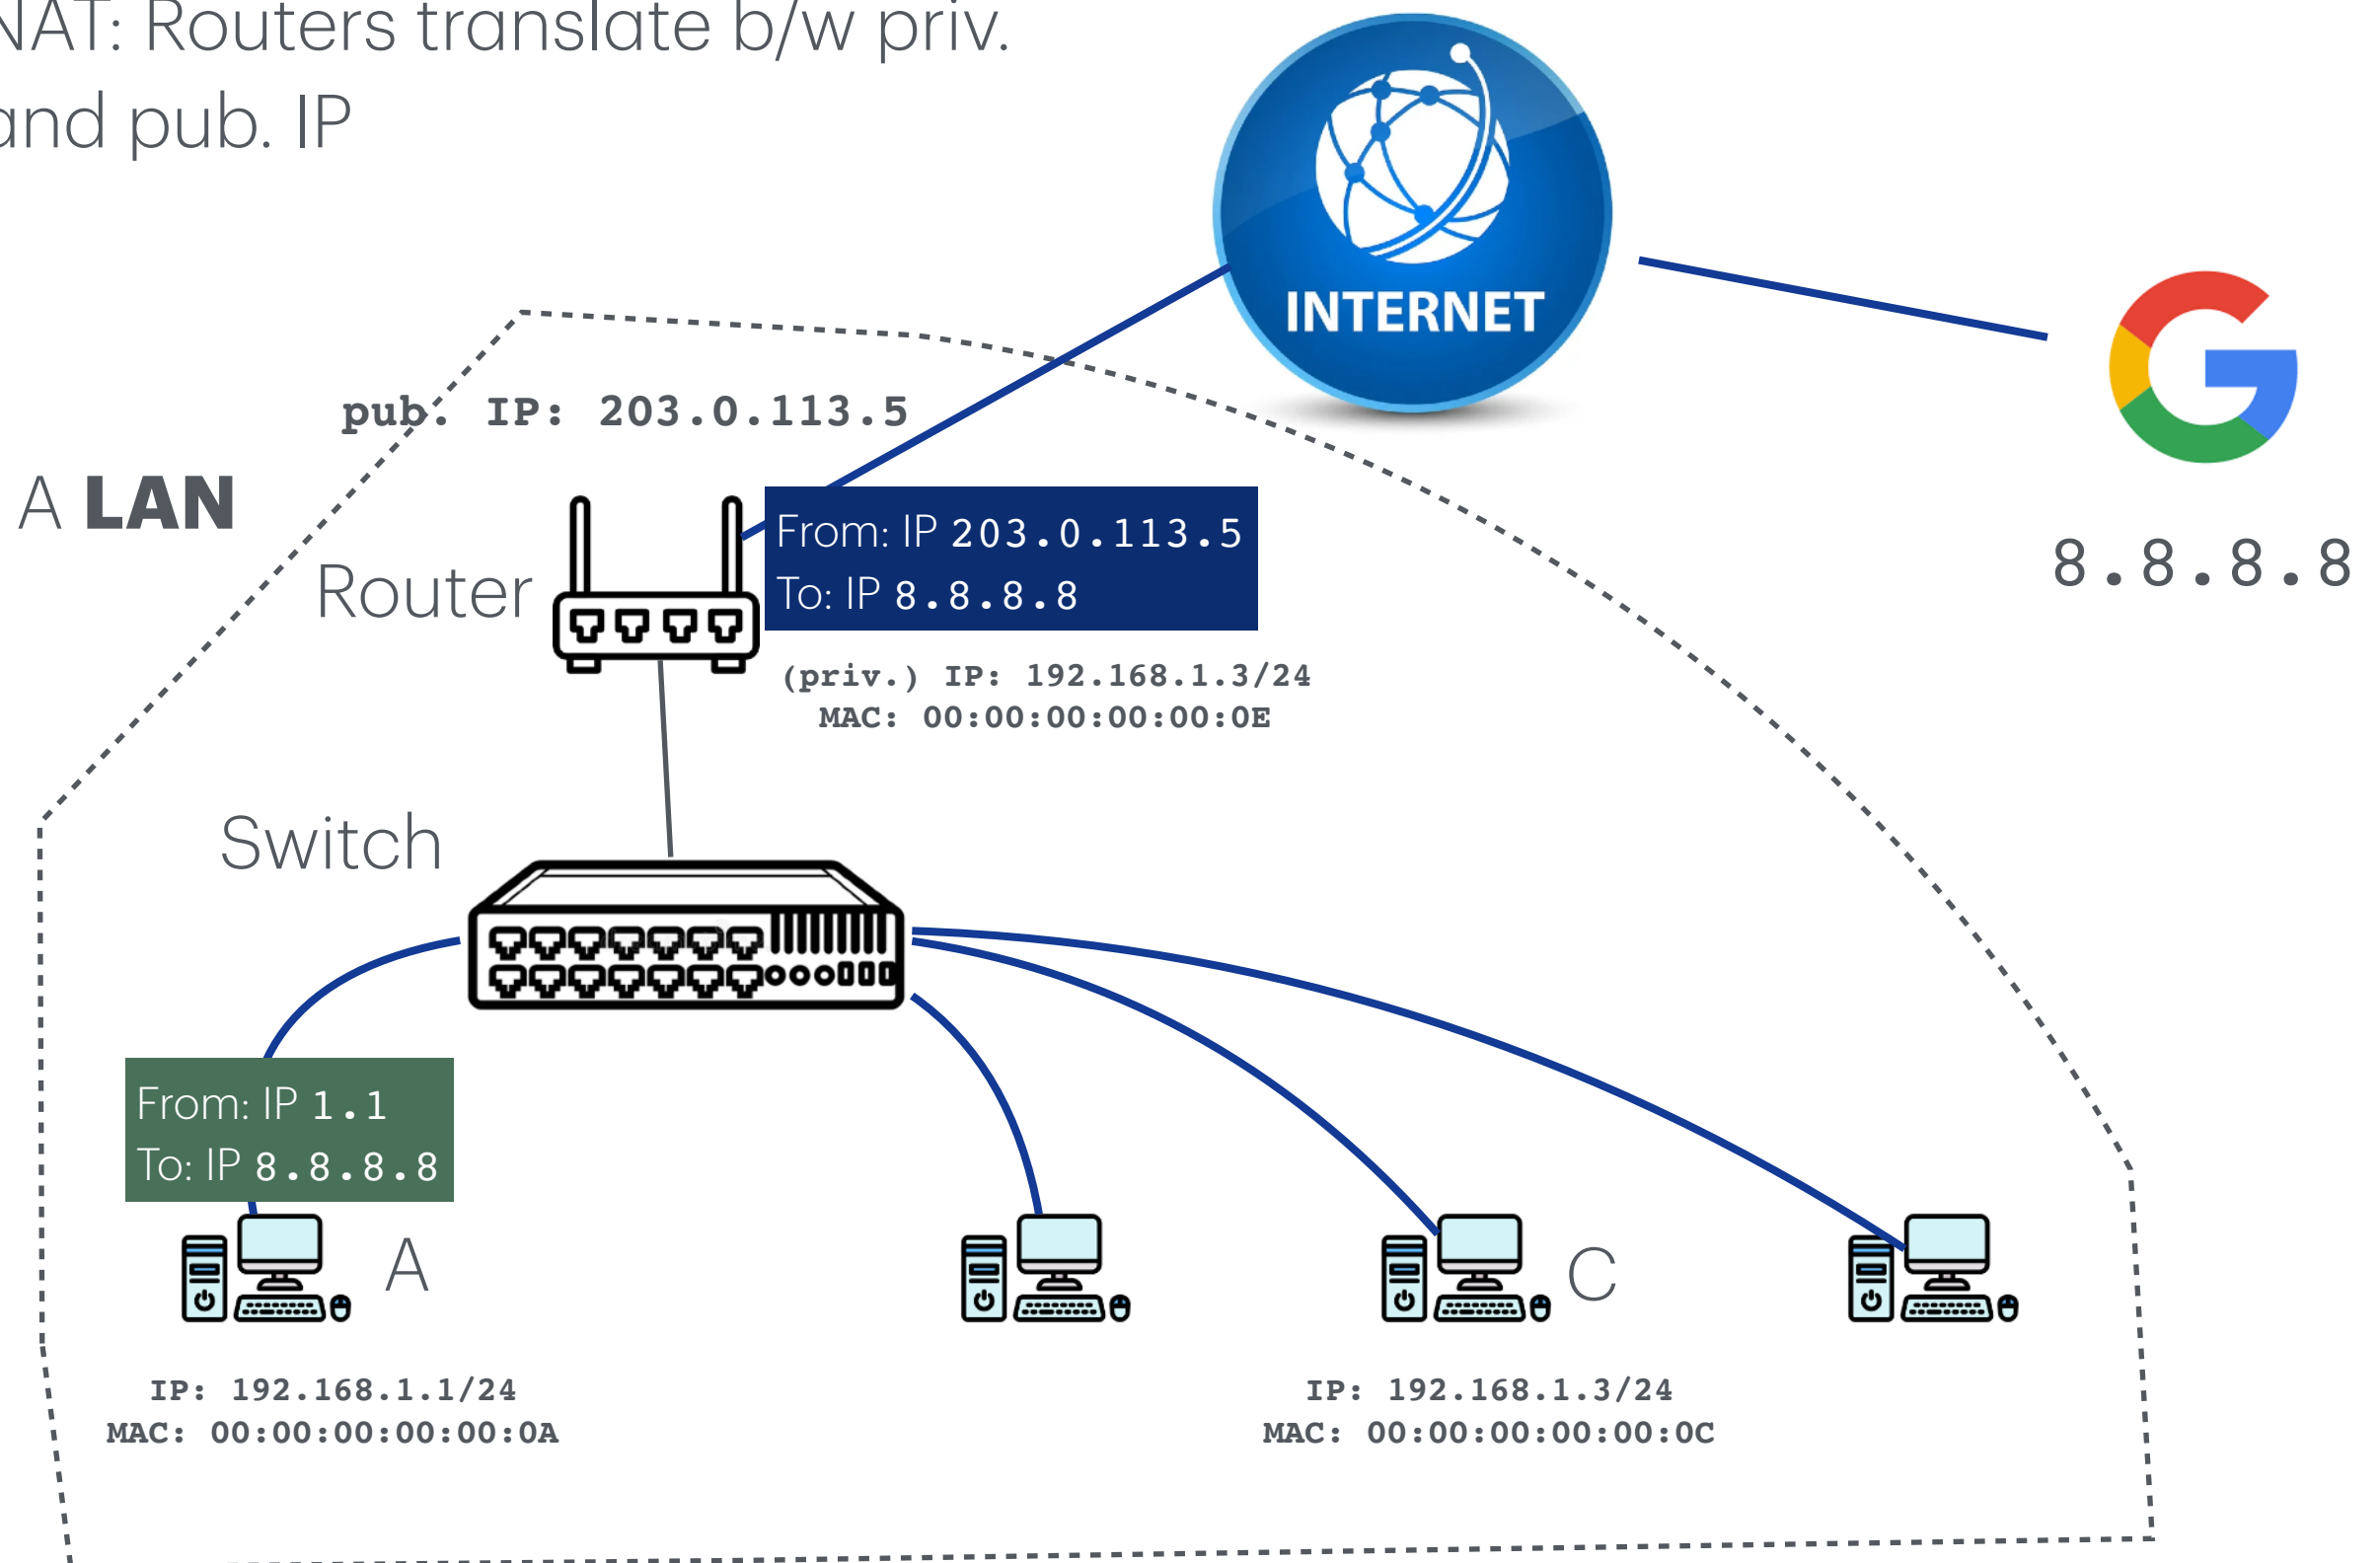 NAT: Routers translate b/w priv.
and pub. IP
INTERNET
pub. IP: 203.0.113.5
A LAN
Router
From: IP 203.0.113.5
To: IP 8.8.8.8
8.8.8.8
(priv.) IP: 192.168.1.3/24
MAC: 00:00:00:00:00:0E
Switch
From: IP 1.1
To: IP 8.8.8.8
A
C
IP: 192.168.1.1/24
MAC: 00:00:00:00:00:0A
IP: 192.168.1.3/24
MAC: 00:00:00:00:00:0C